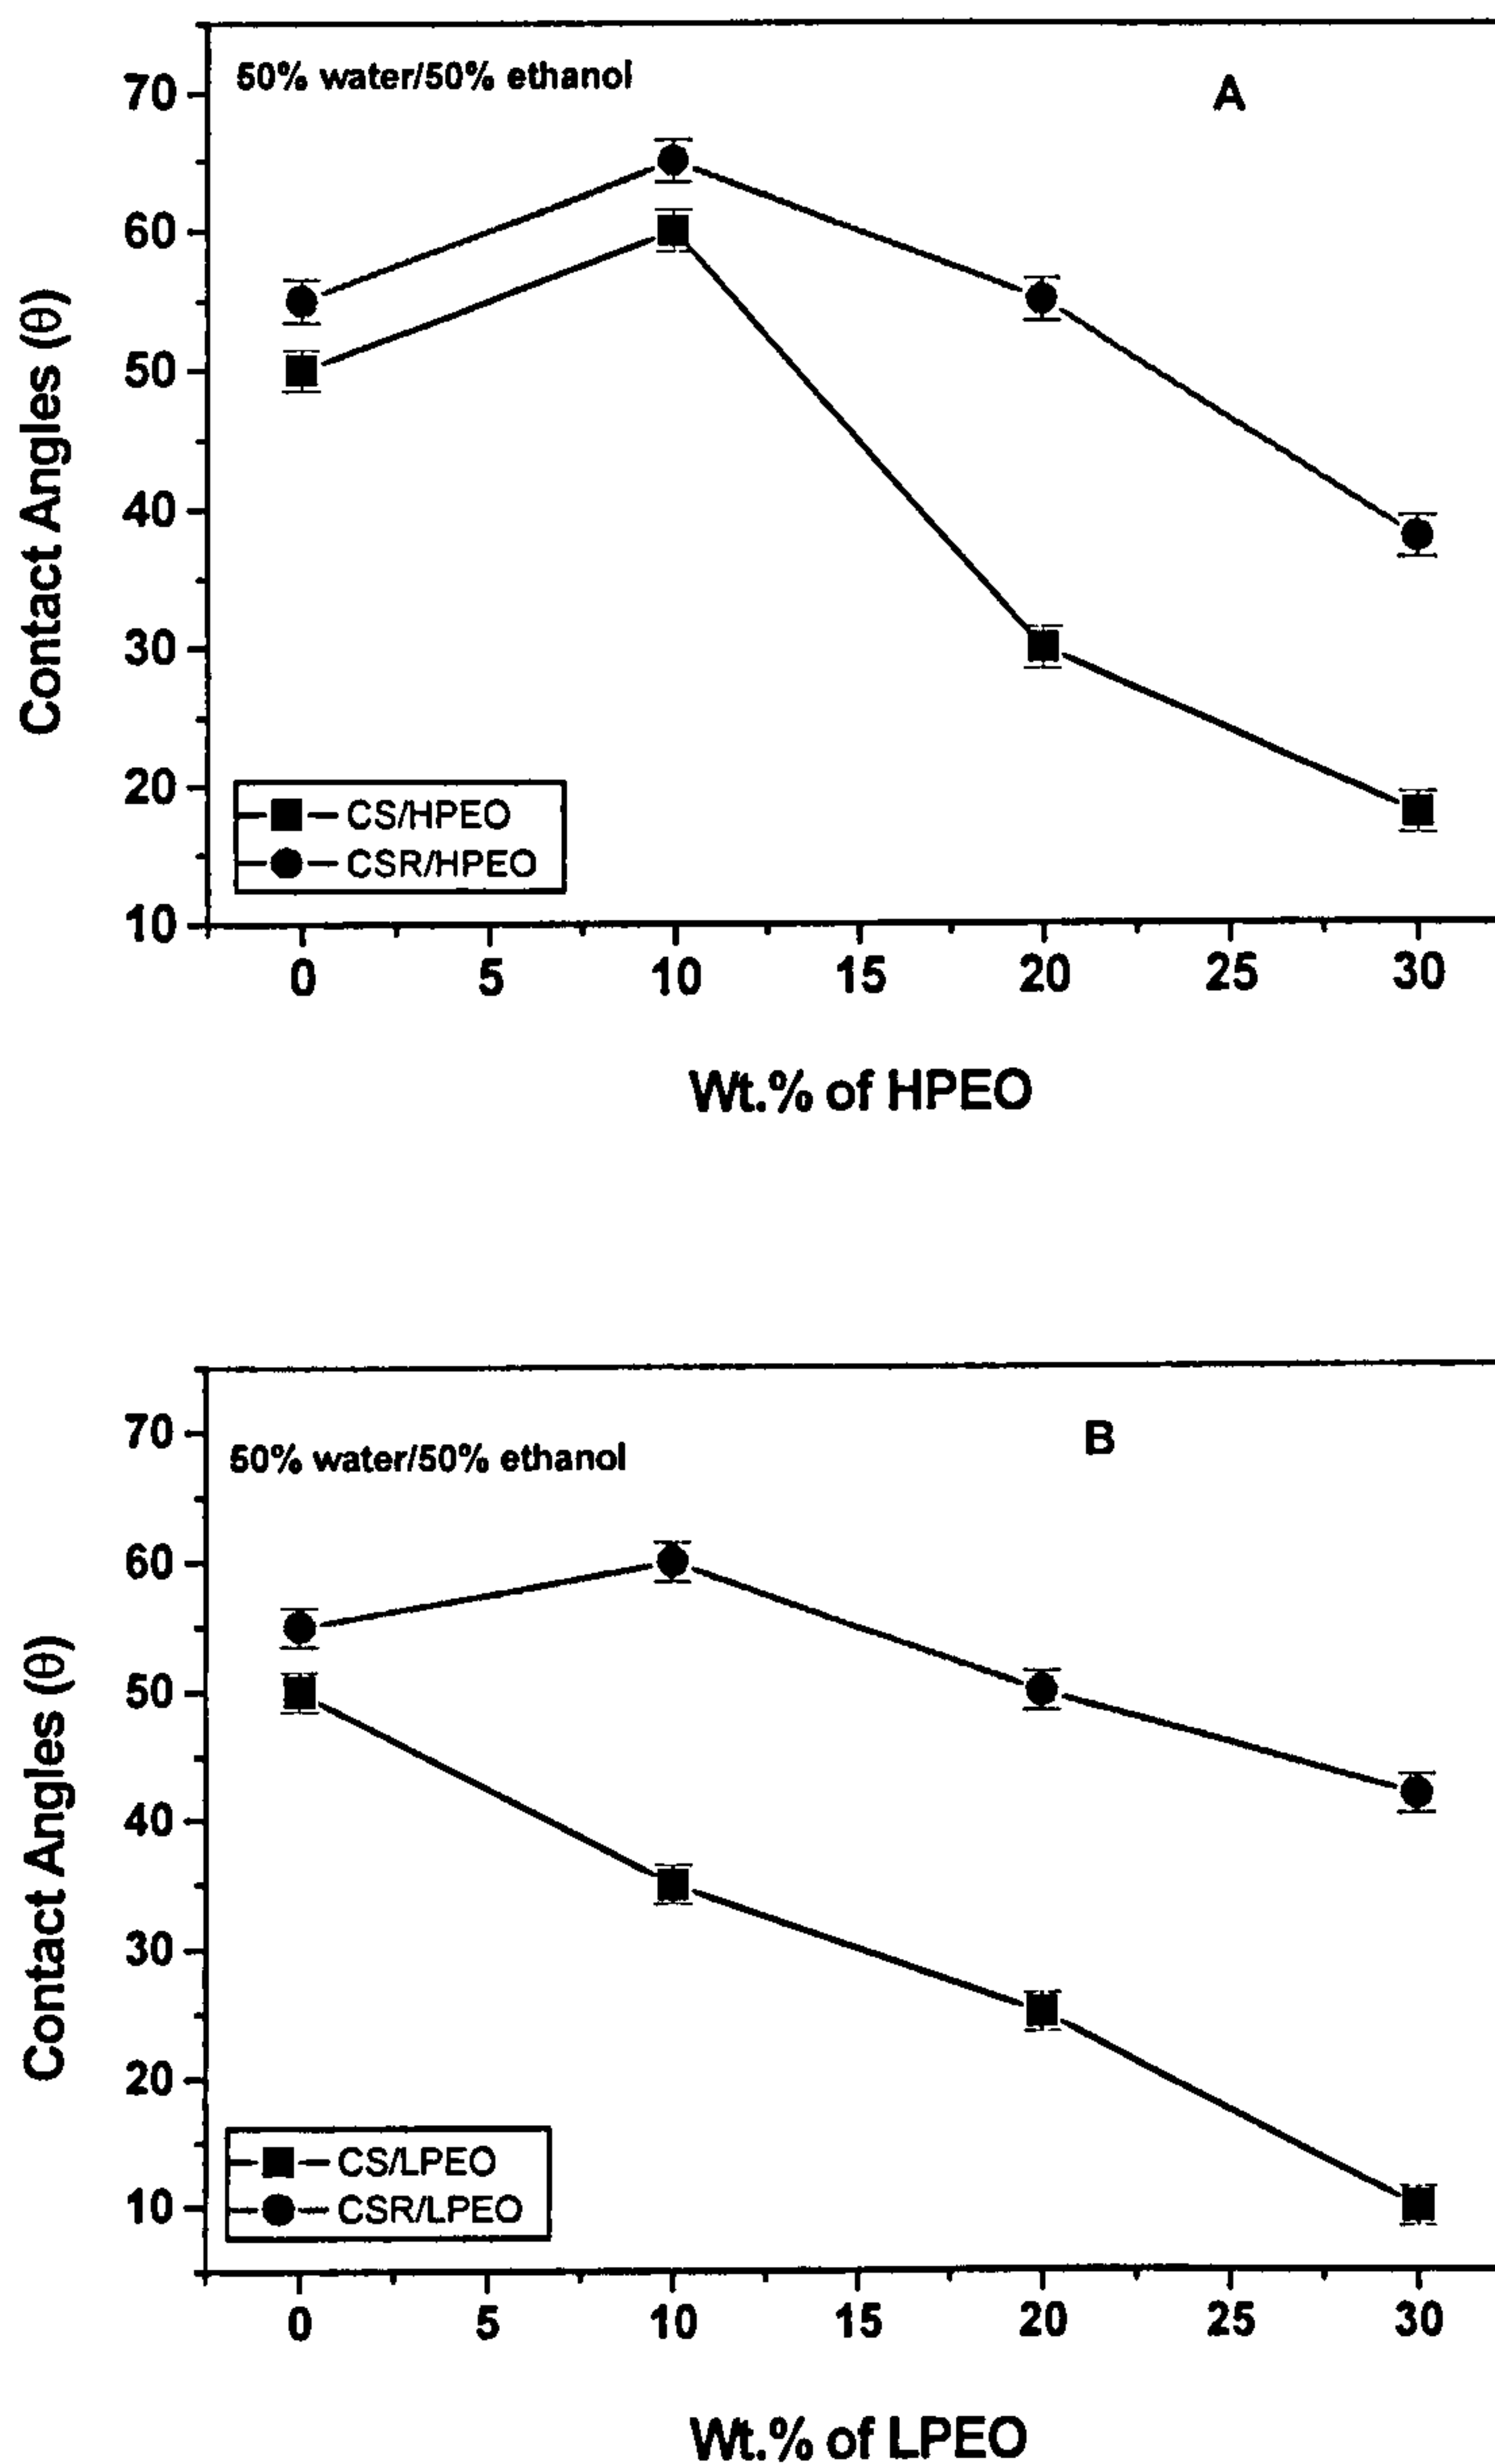 50% water/50% ethanol
A
70
60
50
40
30
20
10
Contact Angles (θ)
CS/HPEO
CSR/HPEO
0 5 10 15 20 25 30
Wt.% of HPEO
50% water/50% ethanol
B
70
60
50
40
30
20
10
Contact Angles (θ)
CS/LPEO
CSR/LPEO
0 5 10 15 20 25 30
Wt.% of LPEO